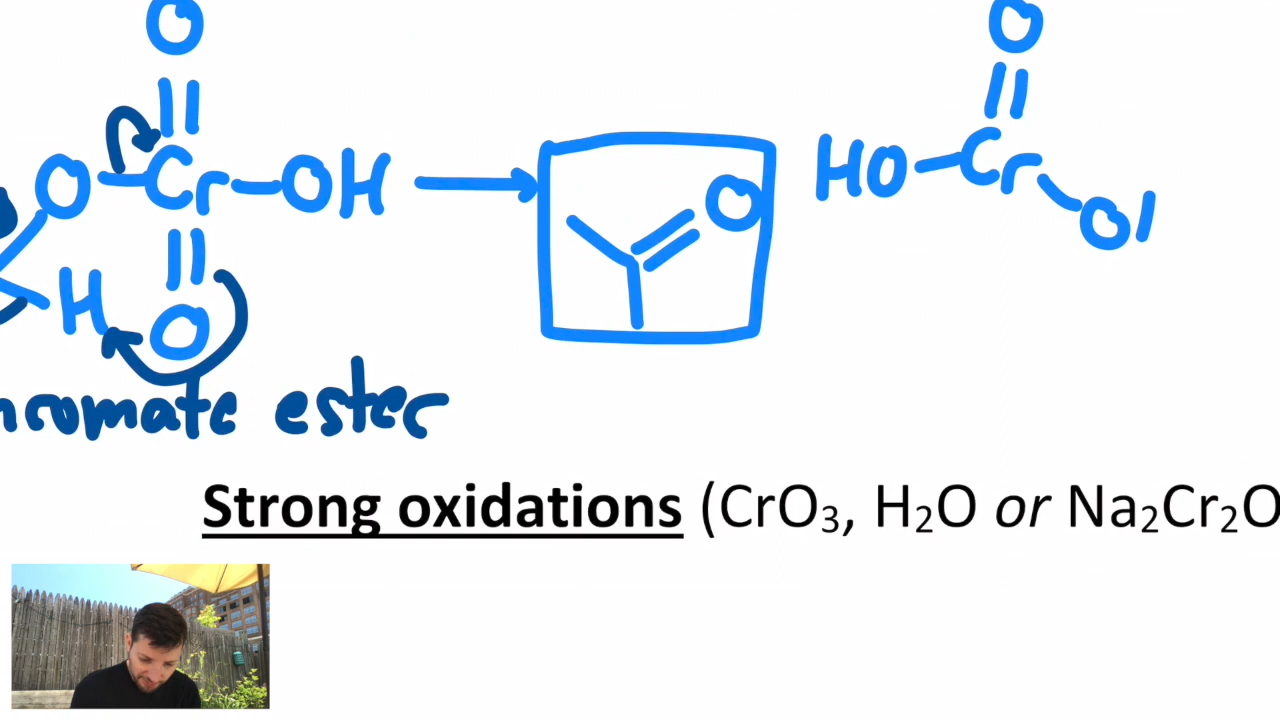 O O
O Cr OH O HO Cr O
H O
hromate ester
Strong oxidations (CrO₃, H₂O or Na₂Cr₂O